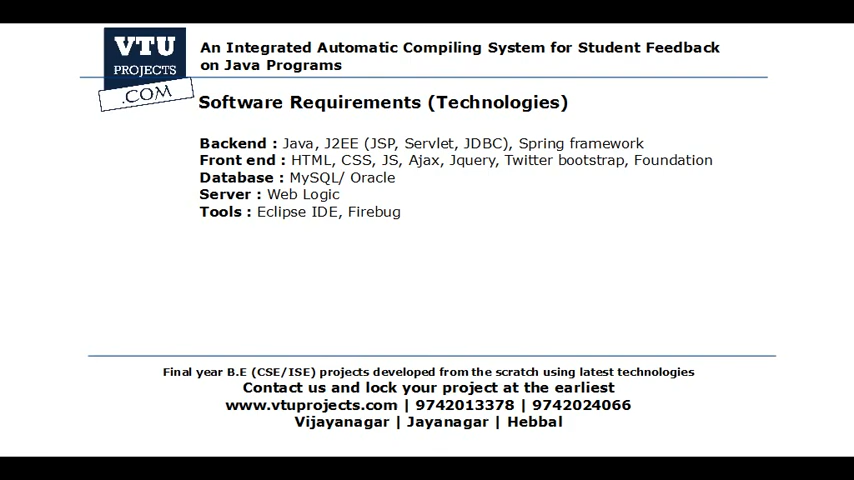 VTU
PROJECTS
.COM
An Integrated Automatic Compiling System for Student Feedback
on Java Programs
Software Requirements (Technologies)
Backend : Java, J2EE (JSP, Servlet, JDBC), Spring framework
Front end : HTML, CSS, JS, Ajax, Jquery, Twitter bootstrap, Foundation
Database : MySQL/ Oracle
Server : Web Logic
Tools : Eclipse IDE, Firebug
Final year B.E (CSE/ISE) projects developed from the scratch using latest technologies
Contact us and lock your project at the earliest
www.vtuprojects.com | 9742013378 | 9742024066
Vijayanagar | Jayanagar | Hebbal